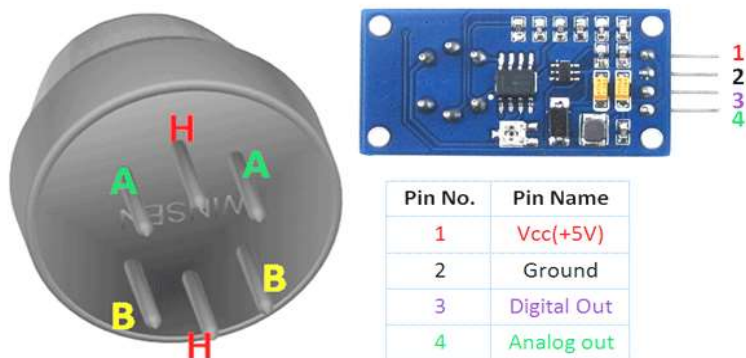 H
A
A
WINSEN
B
B
H
1
2
3
4
Pin No. Pin Name
1 Vcc(+5V)
2 Ground
3 Digital Out
4 Analog out